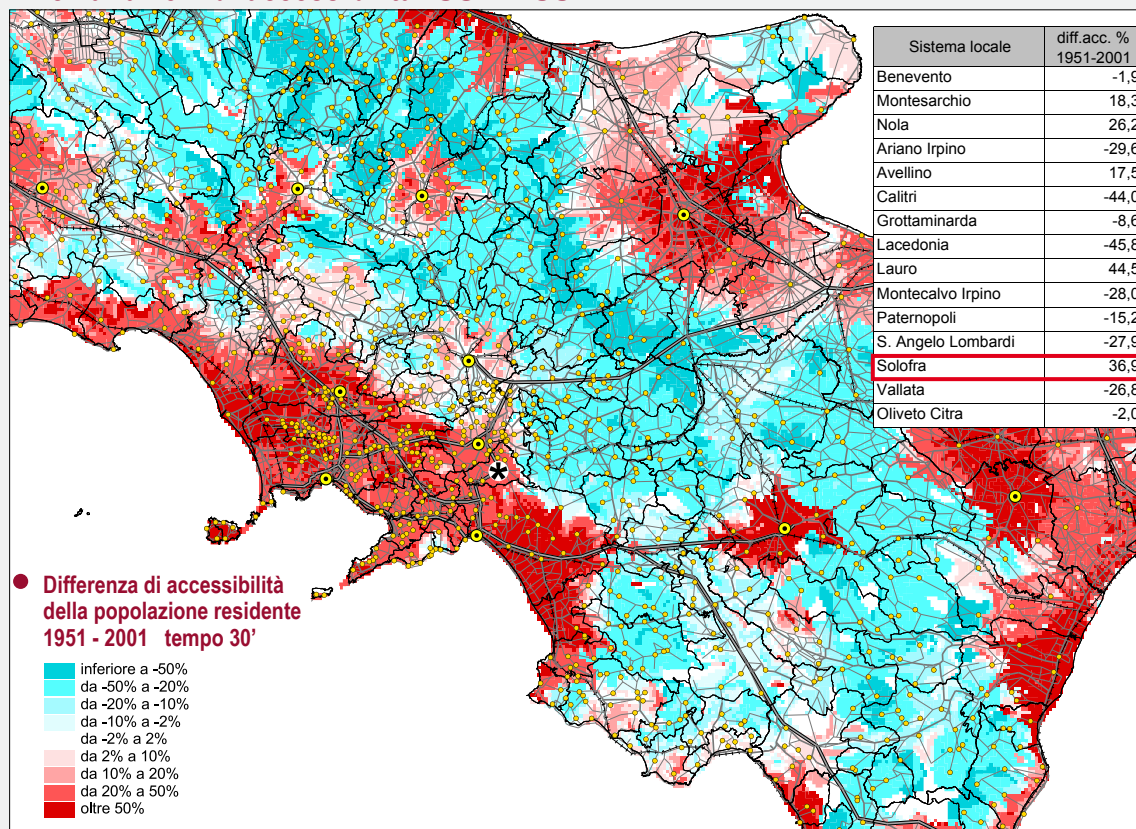 Sistema locale diff.acc. % 1951-2001
Benevento -1,9
Montesarchio 18,3
Nola 26,2
Ariano Irpino -29,6
Avellino 17,5
Calitri -44,0
Grottaminarda -8,6
Lacedonia -45,8
Lauro 44,5
Montecalvo Irpino -28,0
Paternopoli -15,2
S. Angelo Lombardi -27,9
Solofra 36,9
Vallata -26,8
Oliveto Citra -2,0
*
Differenza di accessibilità
della popolazione residente
1951 - 2001 tempo 30'
inferiore a -50%
da -50% a -20%
da -20% a -10%
da -10% a -2%
da -2% a 2%
da 2% a 10%
da 10% a 20%
da 20% a 50%
oltre 50%